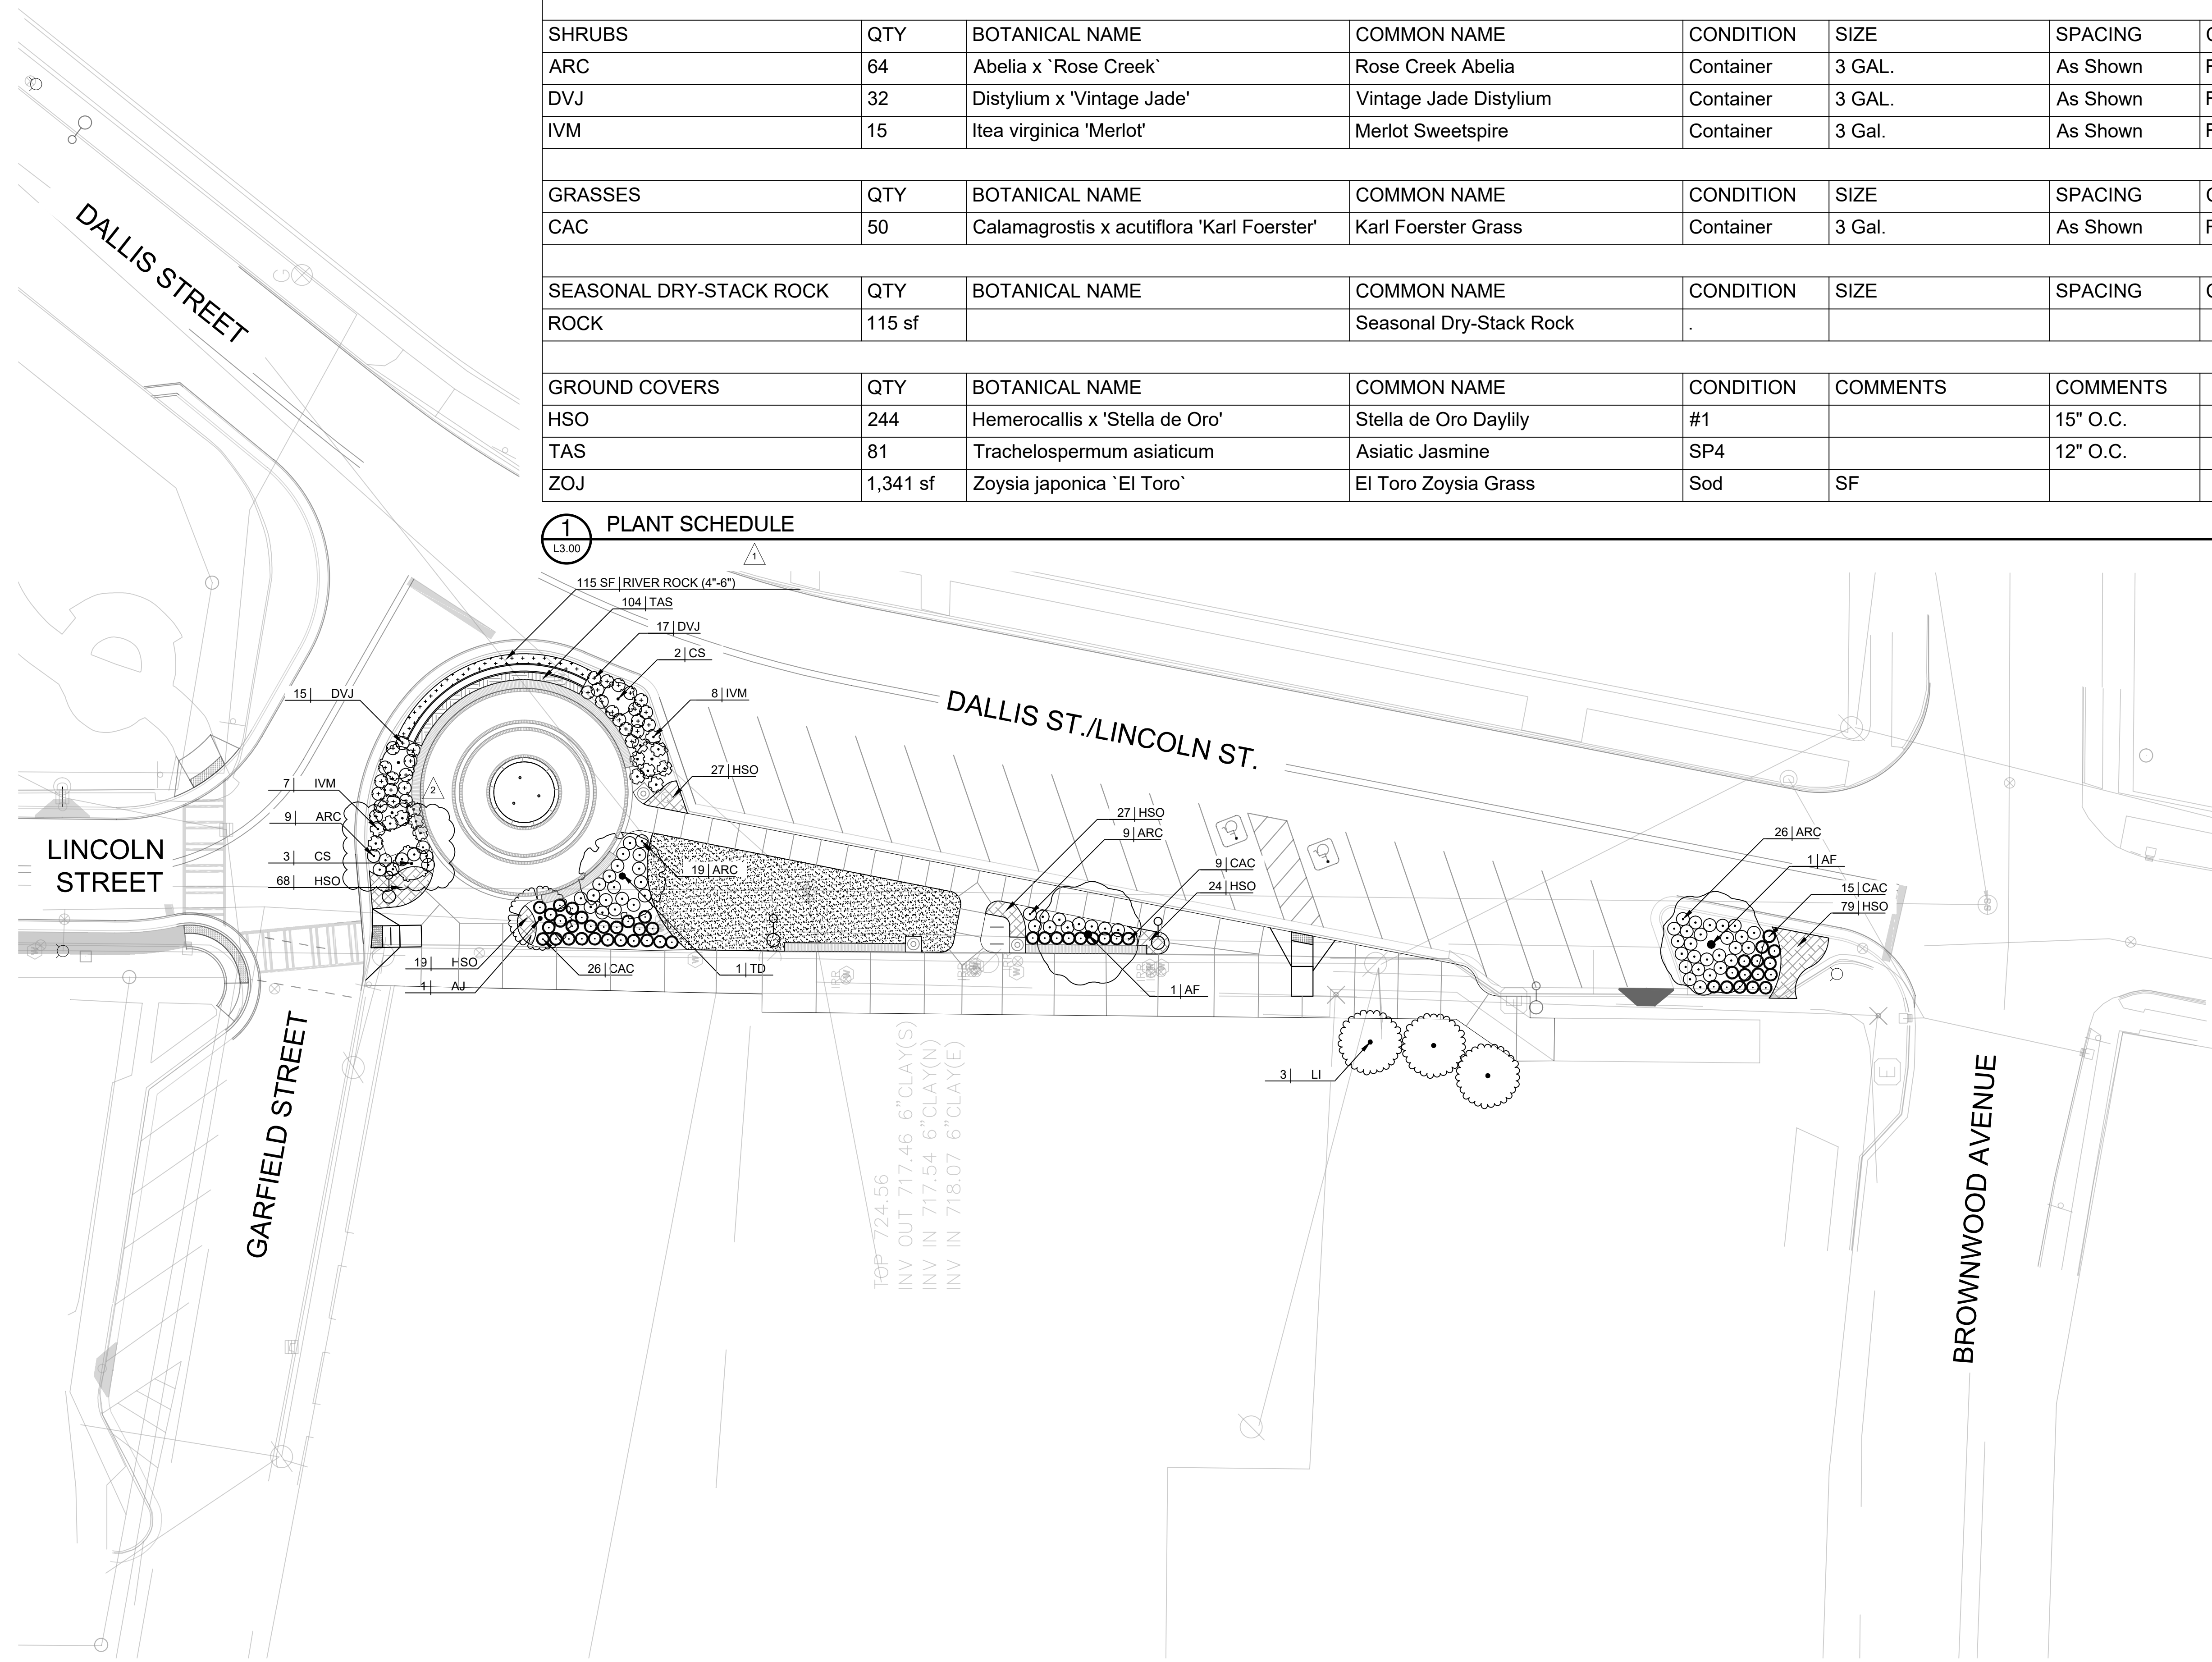 SHRUBS QTY BOTANICAL NAME COMMON NAME CONDITION SIZE SPACING
ARC 64 Abelia x `Rose Creek` Rose Creek Abelia Container 3 GAL. As Shown
DVJ 32 Distylium x 'Vintage Jade' Vintage Jade Distylium Container 3 GAL. As Shown
IVM 15 Itea virginica 'Merlot' Merlot Sweetspire Container 3 Gal. As Shown
GRASSES QTY BOTANICAL NAME COMMON NAME CONDITION SIZE SPACING
CAC 50 Calamagrostis x acutiflora 'Karl Foerster' Karl Foerster Grass Container 3 Gal. As Shown
SEASONAL DRY-STACK ROCK QTY BOTANICAL NAME COMMON NAME CONDITION SIZE SPACING
ROCK 115 sf Seasonal Dry-Stack Rock .
GROUND COVERS QTY BOTANICAL NAME COMMON NAME CONDITION COMMENTS COMMENTS
HSO 244 Hemerocallis x 'Stella de Oro' Stella de Oro Daylily #1 15" O.C.
TAS 81 Trachelospermum asiaticum Asiatic Jasmine SP4 12" O.C.
ZOJ 1,341 sf Zoysia japonica `El Toro` El Toro Zoysia Grass Sod SF
1
L3.00
PLANT SCHEDULE
1
DALLIS STREET
G
115 SF RIVER ROCK (4"-6")
104 TAS
17 DVJ
2 CS
15 DVJ
8 IVM
DALLIS ST./LINCOLN ST.
27 HSO
7 IVM
2
9 ARC
27 HSO
9 ARC
26 ARC
LINCOLN
STREET
3 CS
1 AF
9 CAC
19 ARC
68 HSO
24 HSO
15 CAC
79 HSO
19 HSO
26 CAC
1 TD
1 AJ
1 AF
3 LI
E
GARFIELD STREET
TOP 724.56
INV OUT 717.46 6"CLAY(S)
INV IN 717.54 6"CLAY(N)
INV IN 718.07 6"CLAY(E)
BROWNWOOD AVENUE